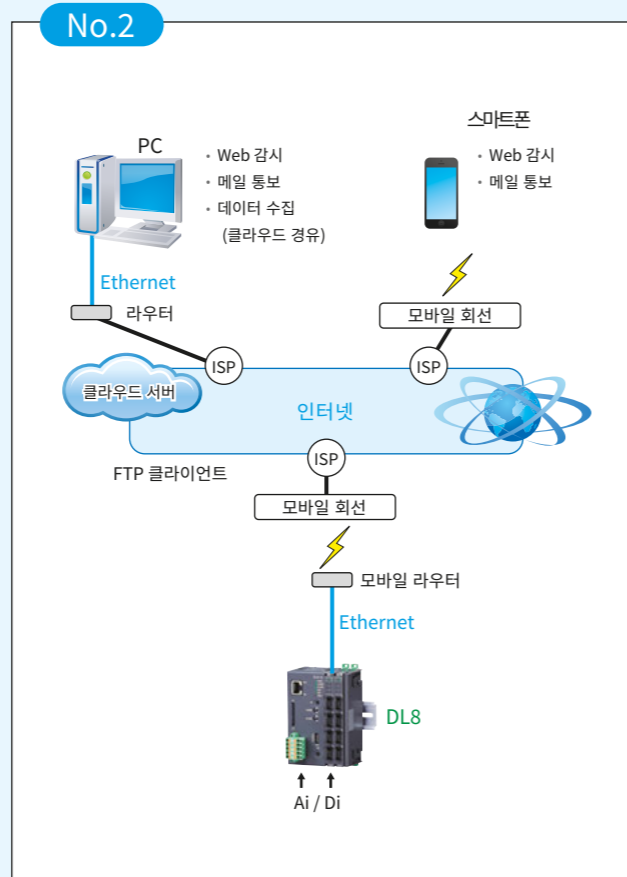 No.2
PC
• Web 감시
• 메일 통보
• 데이터 수집
(클라우드 경유)
스마트폰
• Web 감시
• 메일 통보
Ethernet
라우터
모바일 회선
ISP
ISP
클라우드 서버
인터넷
ISP
FTP 클라이언트
모바일 회선
모바일 라우터
Ethernet
DL8
Ai / Di